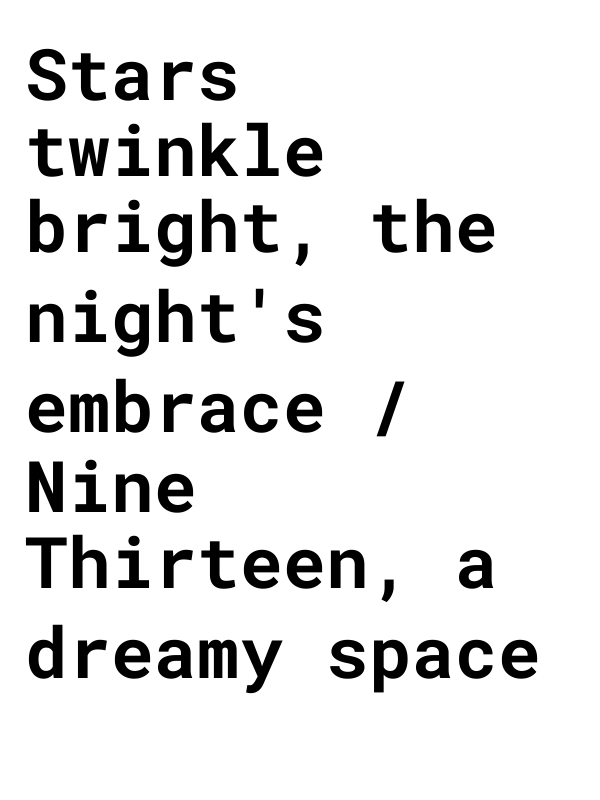 Stars
twinkle
bright, the
night's
embrace /
Nine
Thirteen, a
dreamy space